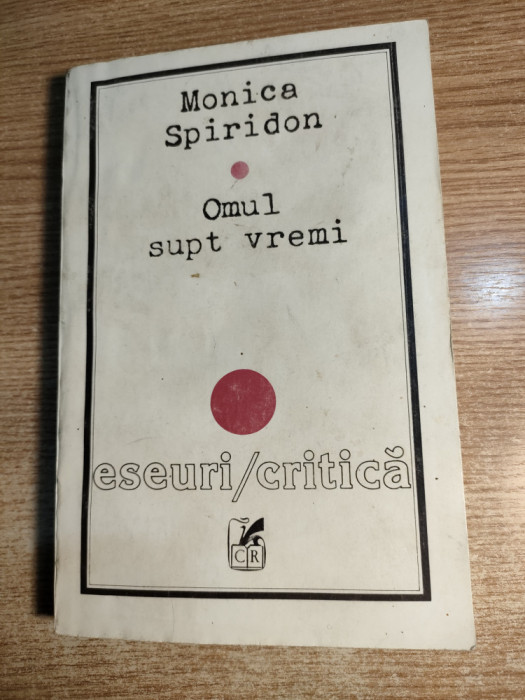 Monica
Spiridon
Omul
supt vremi
eseuri/critică
CR